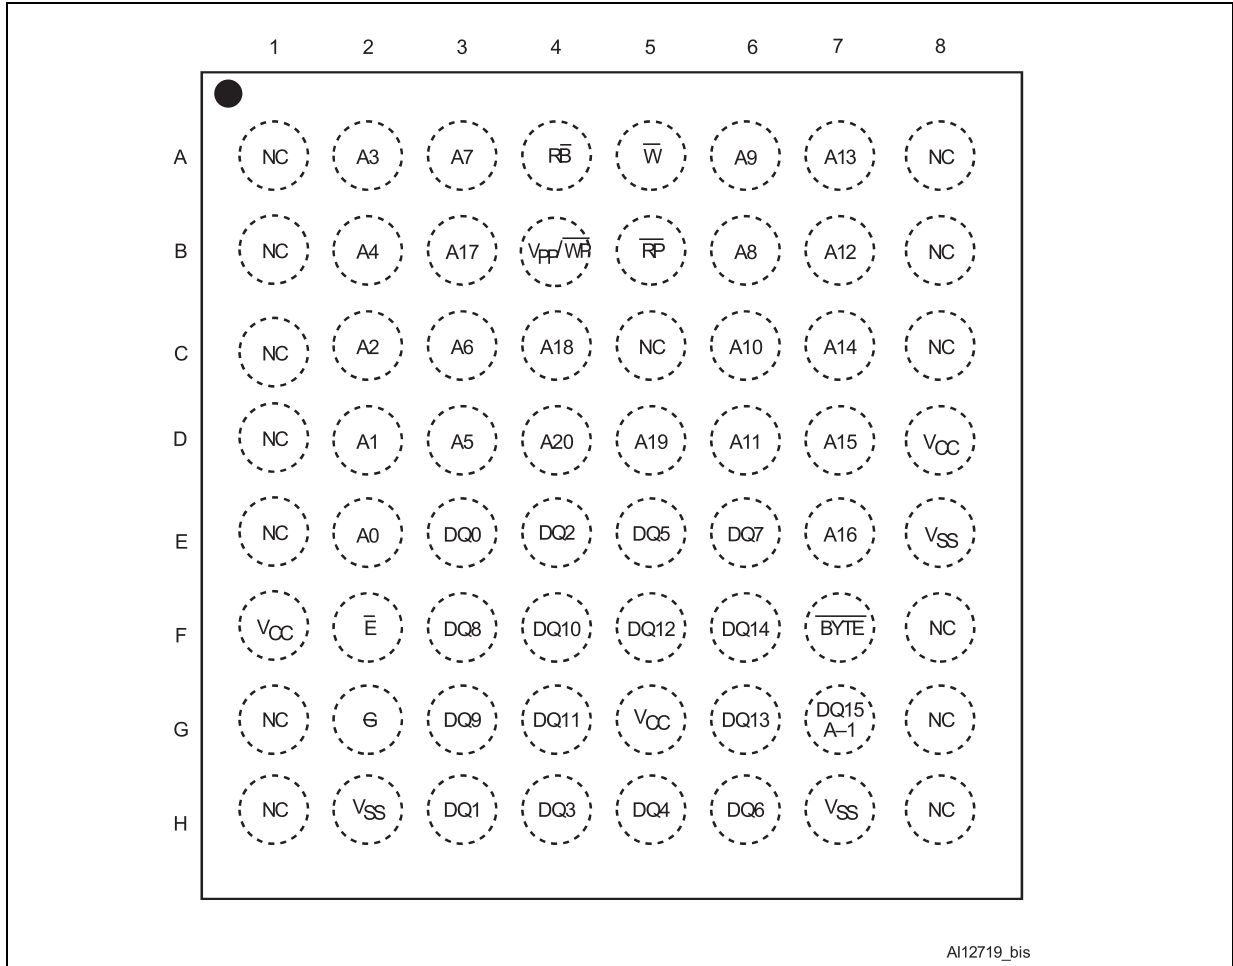 1 2 3 4 5 6 7 8
A NC A3 A7 RB̅ W̅ A9 A13 NC
B NC A4 A17 VPP/W̅P̅ R̅P̅ A8 A12 NC
C NC A2 A6 A18 NC A10 A14 NC
D NC A1 A5 A20 A19 A11 A15 VCC
E NC A0 DQ0 DQ2 DQ5 DQ7 A16 VSS
F VCC E̅ DQ8 DQ10 DQ12 DQ14 B̅Y̅T̅E̅ NC
G NC G DQ9 DQ11 VCC DQ13 DQ15 A–1 NC
H NC VSS DQ1 DQ3 DQ4 DQ6 VSS NC
AI12719_bis